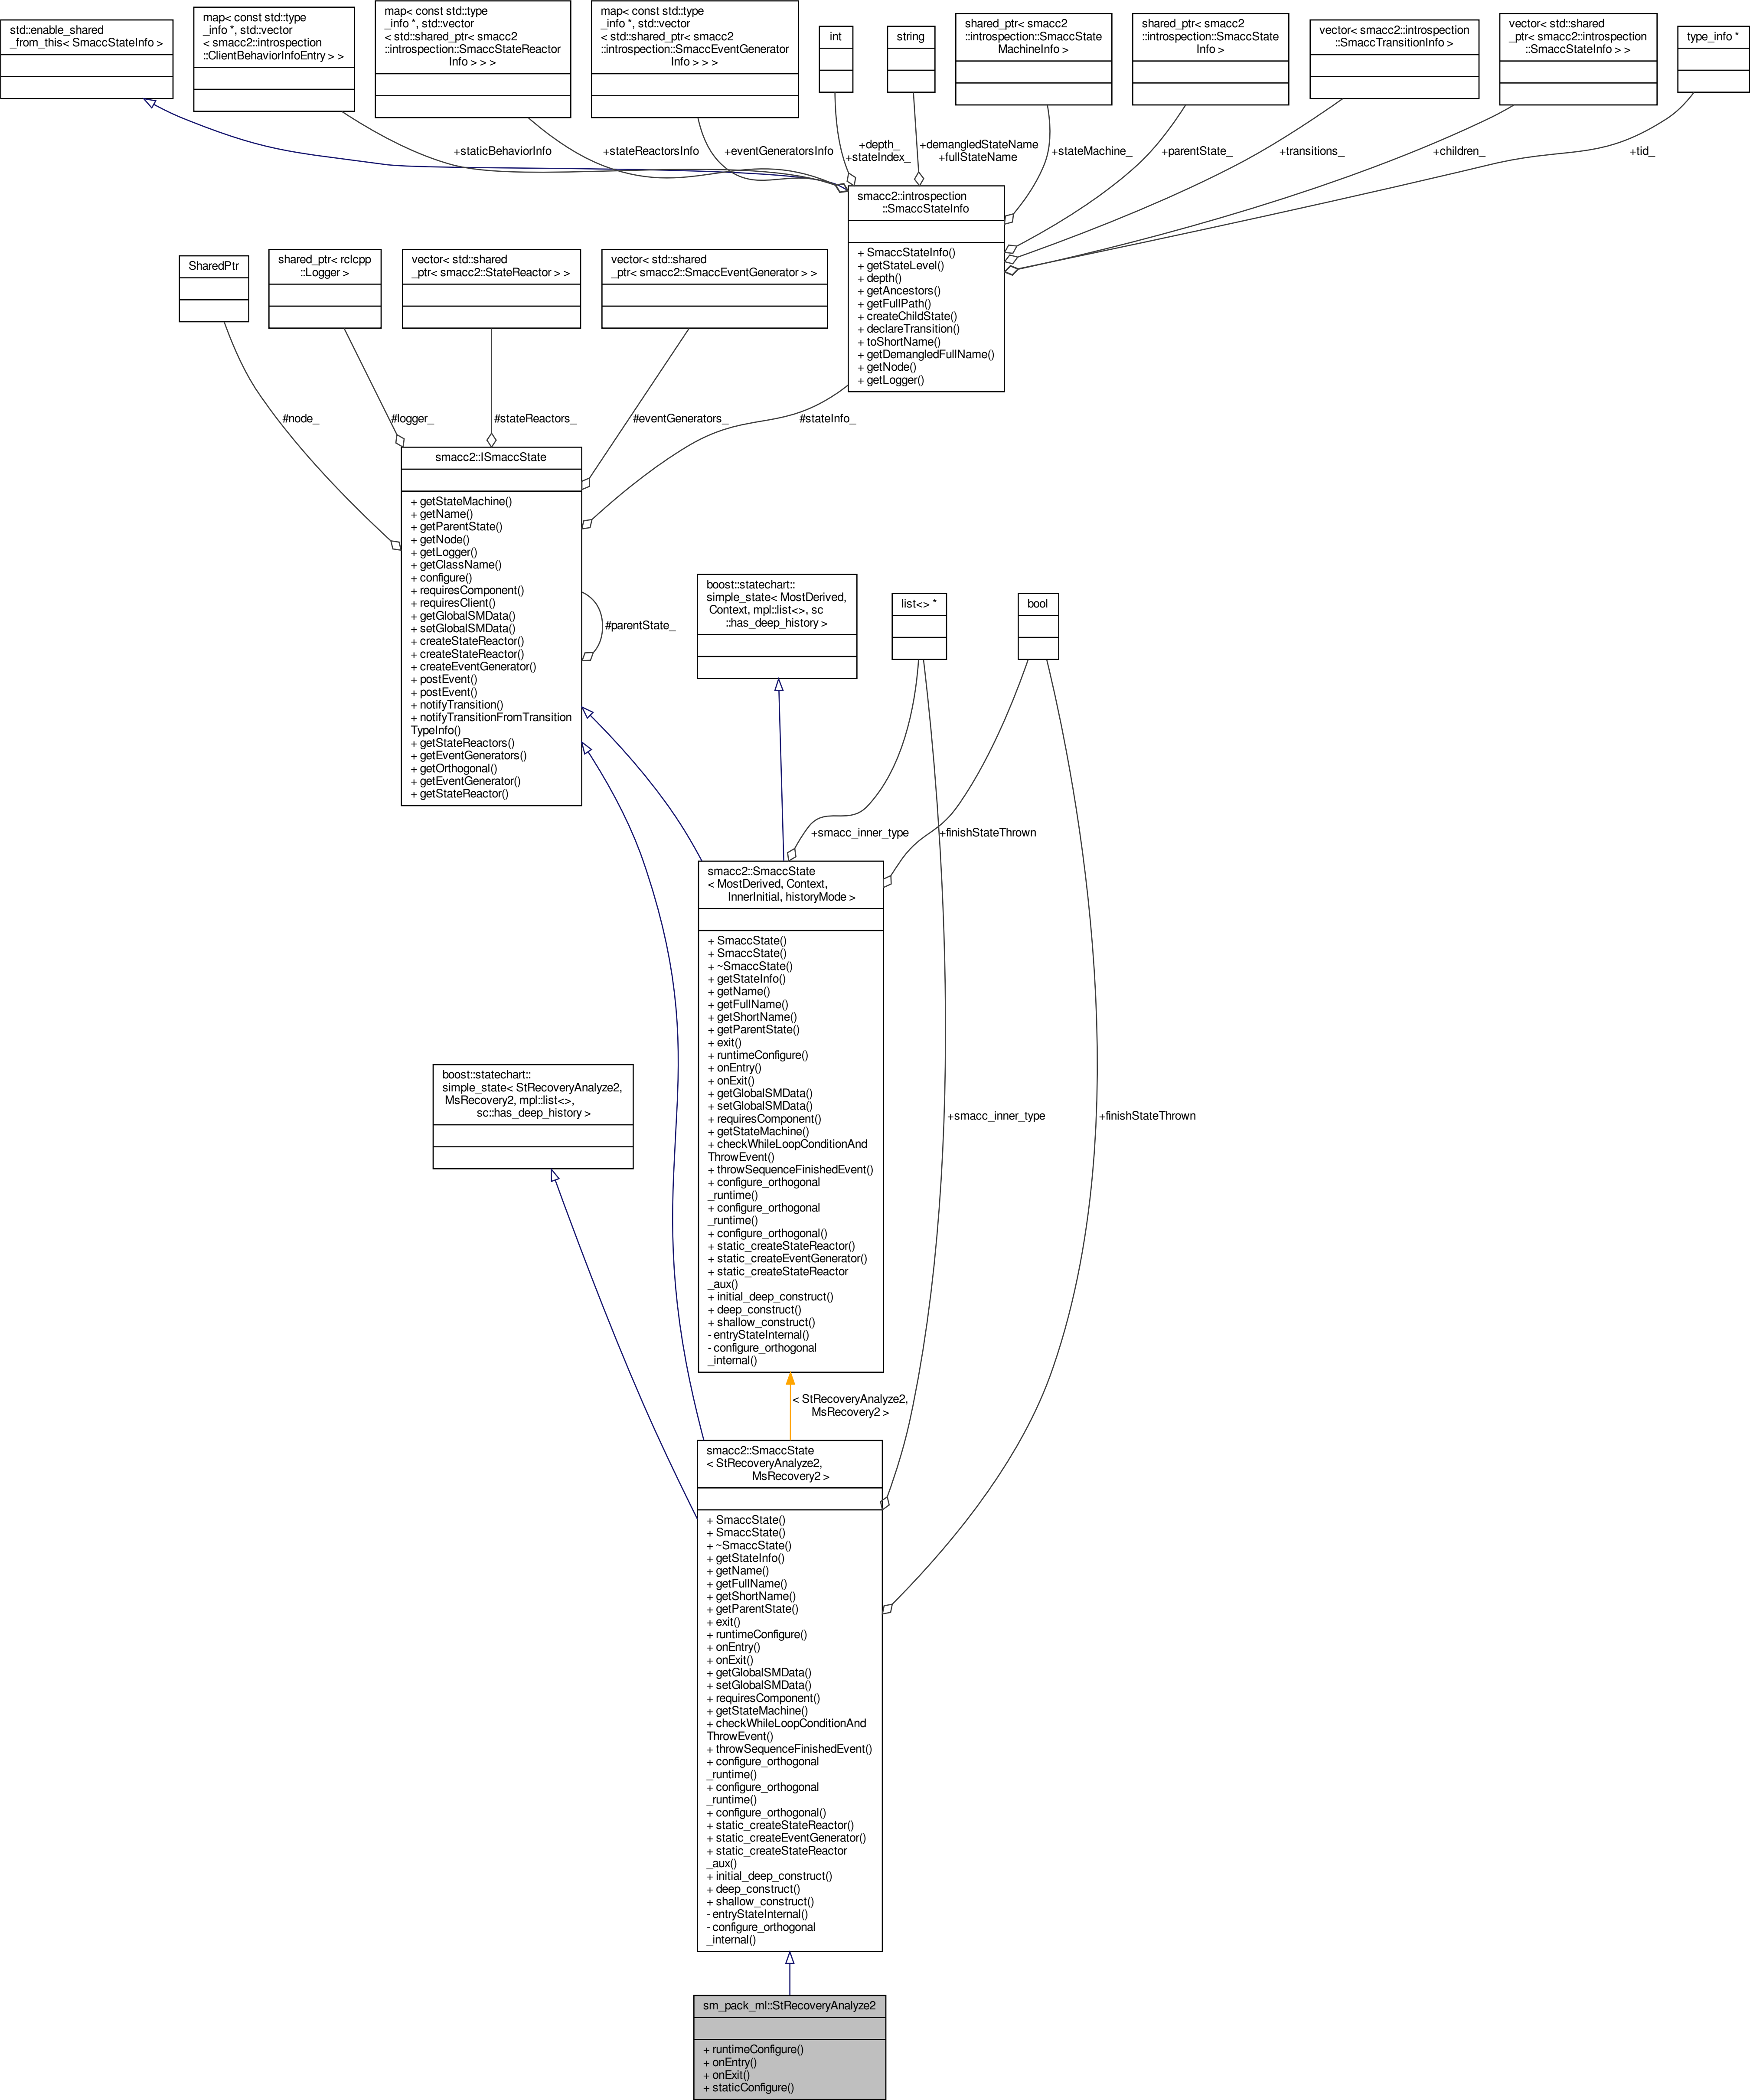 std::enable_shared
_from_this< SmaccStateInfo >
map< const std::type
_info *, std::vector
< smacc2::introspection
::ClientBehaviorInfoEntry > >
map< const std::type
_info *, std::vector
< std::shared_ptr< smacc2
::introspection::SmaccStateReactor
Info > > >
map< const std::type
_info *, std::vector
< std::shared_ptr< smacc2
::introspection::SmaccEventGenerator
Info > > >
int
string
shared_ptr< smacc2
::introspection::SmaccState
MachineInfo >
shared_ptr< smacc2
::introspection::SmaccState
Info >
vector< smacc2::introspection
::SmaccTransitionInfo >
vector< std::shared
_ptr< smacc2::introspection
::SmaccStateInfo > >
type_info *
+staticBehaviorInfo
+stateReactorsInfo
+eventGeneratorsInfo
+depth_
+stateIndex_
+demangledStateName
+fullStateName
+stateMachine_
+parentState_
+transitions_
+children_
+tid_
smacc2::introspection
::SmaccStateInfo
+ SmaccStateInfo()
+ getStateLevel()
+ depth()
+ getAncestors()
+ getFullPath()
+ createChildState()
+ declareTransition()
+ toShortName()
+ getDemangledFullName()
+ getNode()
+ getLogger()
SharedPtr
shared_ptr< rclcpp
::Logger >
vector< std::shared
_ptr< smacc2::StateReactor > >
vector< std::shared
_ptr< smacc2::SmaccEventGenerator > >
#node_
#logger_
#stateReactors_
#eventGenerators_
#stateInfo_
smacc2::ISmaccState
+ getStateMachine()
+ getName()
+ getParentState()
+ getNode()
+ getLogger()
+ getClassName()
+ configure()
+ requiresComponent()
+ requiresClient()
+ getGlobalSMData()
+ setGlobalSMData()
+ createStateReactor()
+ createStateReactor()
+ createEventGenerator()
+ postEvent()
+ postEvent()
+ notifyTransition()
+ notifyTransitionFromTransition
TypeInfo()
+ getStateReactors()
+ getEventGenerators()
+ getOrthogonal()
+ getEventGenerator()
+ getStateReactor()
#parentState_
boost::statechart::
simple_state< MostDerived,
Context, mpl::list<>, sc
::has_deep_history >
list<> *
bool
+smacc_inner_type
+finishStateThrown
smacc2::SmaccState
< MostDerived, Context,
InnerInitial, historyMode >
+ SmaccState()
+ SmaccState()
+ ~SmaccState()
+ getStateInfo()
+ getName()
+ getFullName()
+ getShortName()
+ getParentState()
+ exit()
+ runtimeConfigure()
+ onEntry()
+ onExit()
+ getGlobalSMData()
+ setGlobalSMData()
+ requiresComponent()
+ getStateMachine()
+ checkWhileLoopConditionAnd
ThrowEvent()
+ throwSequenceFinishedEvent()
+ configure_orthogonal
_runtime()
+ configure_orthogonal
_runtime()
+ configure_orthogonal()
+ static_createStateReactor()
+ static_createEventGenerator()
+ static_createStateReactor
_aux()
+ initial_deep_construct()
+ deep_construct()
+ shallow_construct()
- entryStateInternal()
- configure_orthogonal
_internal()
boost::statechart::
simple_state< StRecoveryAnalyze2,
MsRecovery2, mpl::list<>,
sc::has_deep_history >
+smacc_inner_type
+finishStateThrown
< StRecoveryAnalyze2,
MsRecovery2 >
smacc2::SmaccState
< StRecoveryAnalyze2,
MsRecovery2 >
+ SmaccState()
+ SmaccState()
+ ~SmaccState()
+ getStateInfo()
+ getName()
+ getFullName()
+ getShortName()
+ getParentState()
+ exit()
+ runtimeConfigure()
+ onEntry()
+ onExit()
+ getGlobalSMData()
+ setGlobalSMData()
+ requiresComponent()
+ getStateMachine()
+ checkWhileLoopConditionAnd
ThrowEvent()
+ throwSequenceFinishedEvent()
+ configure_orthogonal
_runtime()
+ configure_orthogonal
_runtime()
+ configure_orthogonal()
+ static_createStateReactor()
+ static_createEventGenerator()
+ static_createStateReactor
_aux()
+ initial_deep_construct()
+ deep_construct()
+ shallow_construct()
- entryStateInternal()
- configure_orthogonal
_internal()
sm_pack_ml::StRecoveryAnalyze2
+ runtimeConfigure()
+ onEntry()
+ onExit()
+ staticConfigure()